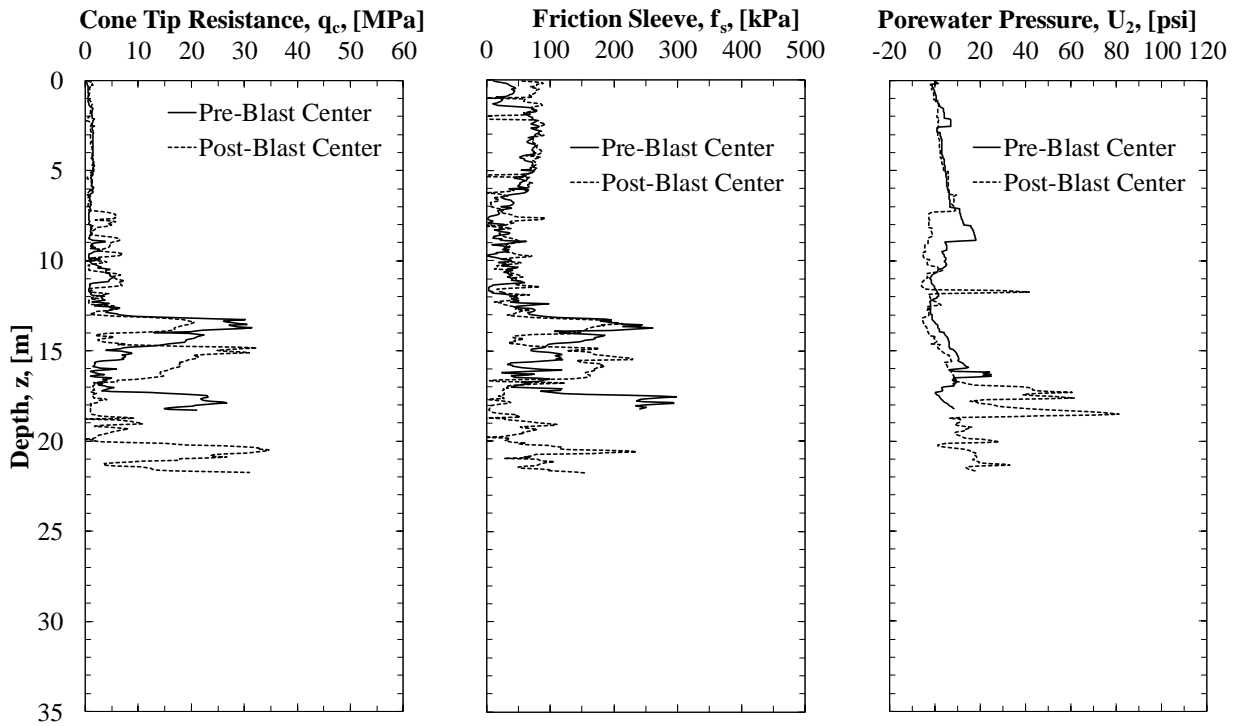 Cone Tip Resistance, qc, [MPa]
0 10 20 30 40 50 60
Friction Sleeve, fs, [kPa]
0 100 200 300 400 500
Porewater Pressure, U2, [psi]
-20 0 20 40 60 80 100 120
Depth, z, [m]
0
5
10
15
20
25
30
35
Pre-Blast Center
Post-Blast Center
Pre-Blast Center
Post-Blast Center
Pre-Blast Center
Post-Blast Center